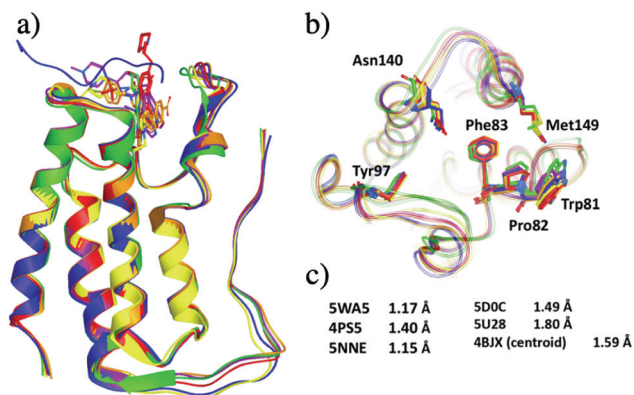 a)
b)
Asn140
Phe83
Met149
Tyr97
Trp81
Pro82
c)
5WA5 1.17 Å
4PS5 1.40 Å
5NNE 1.15 Å
5D0C 1.49 Å
5U28 1.80 Å
4BJX (centroid) 1.59 Å